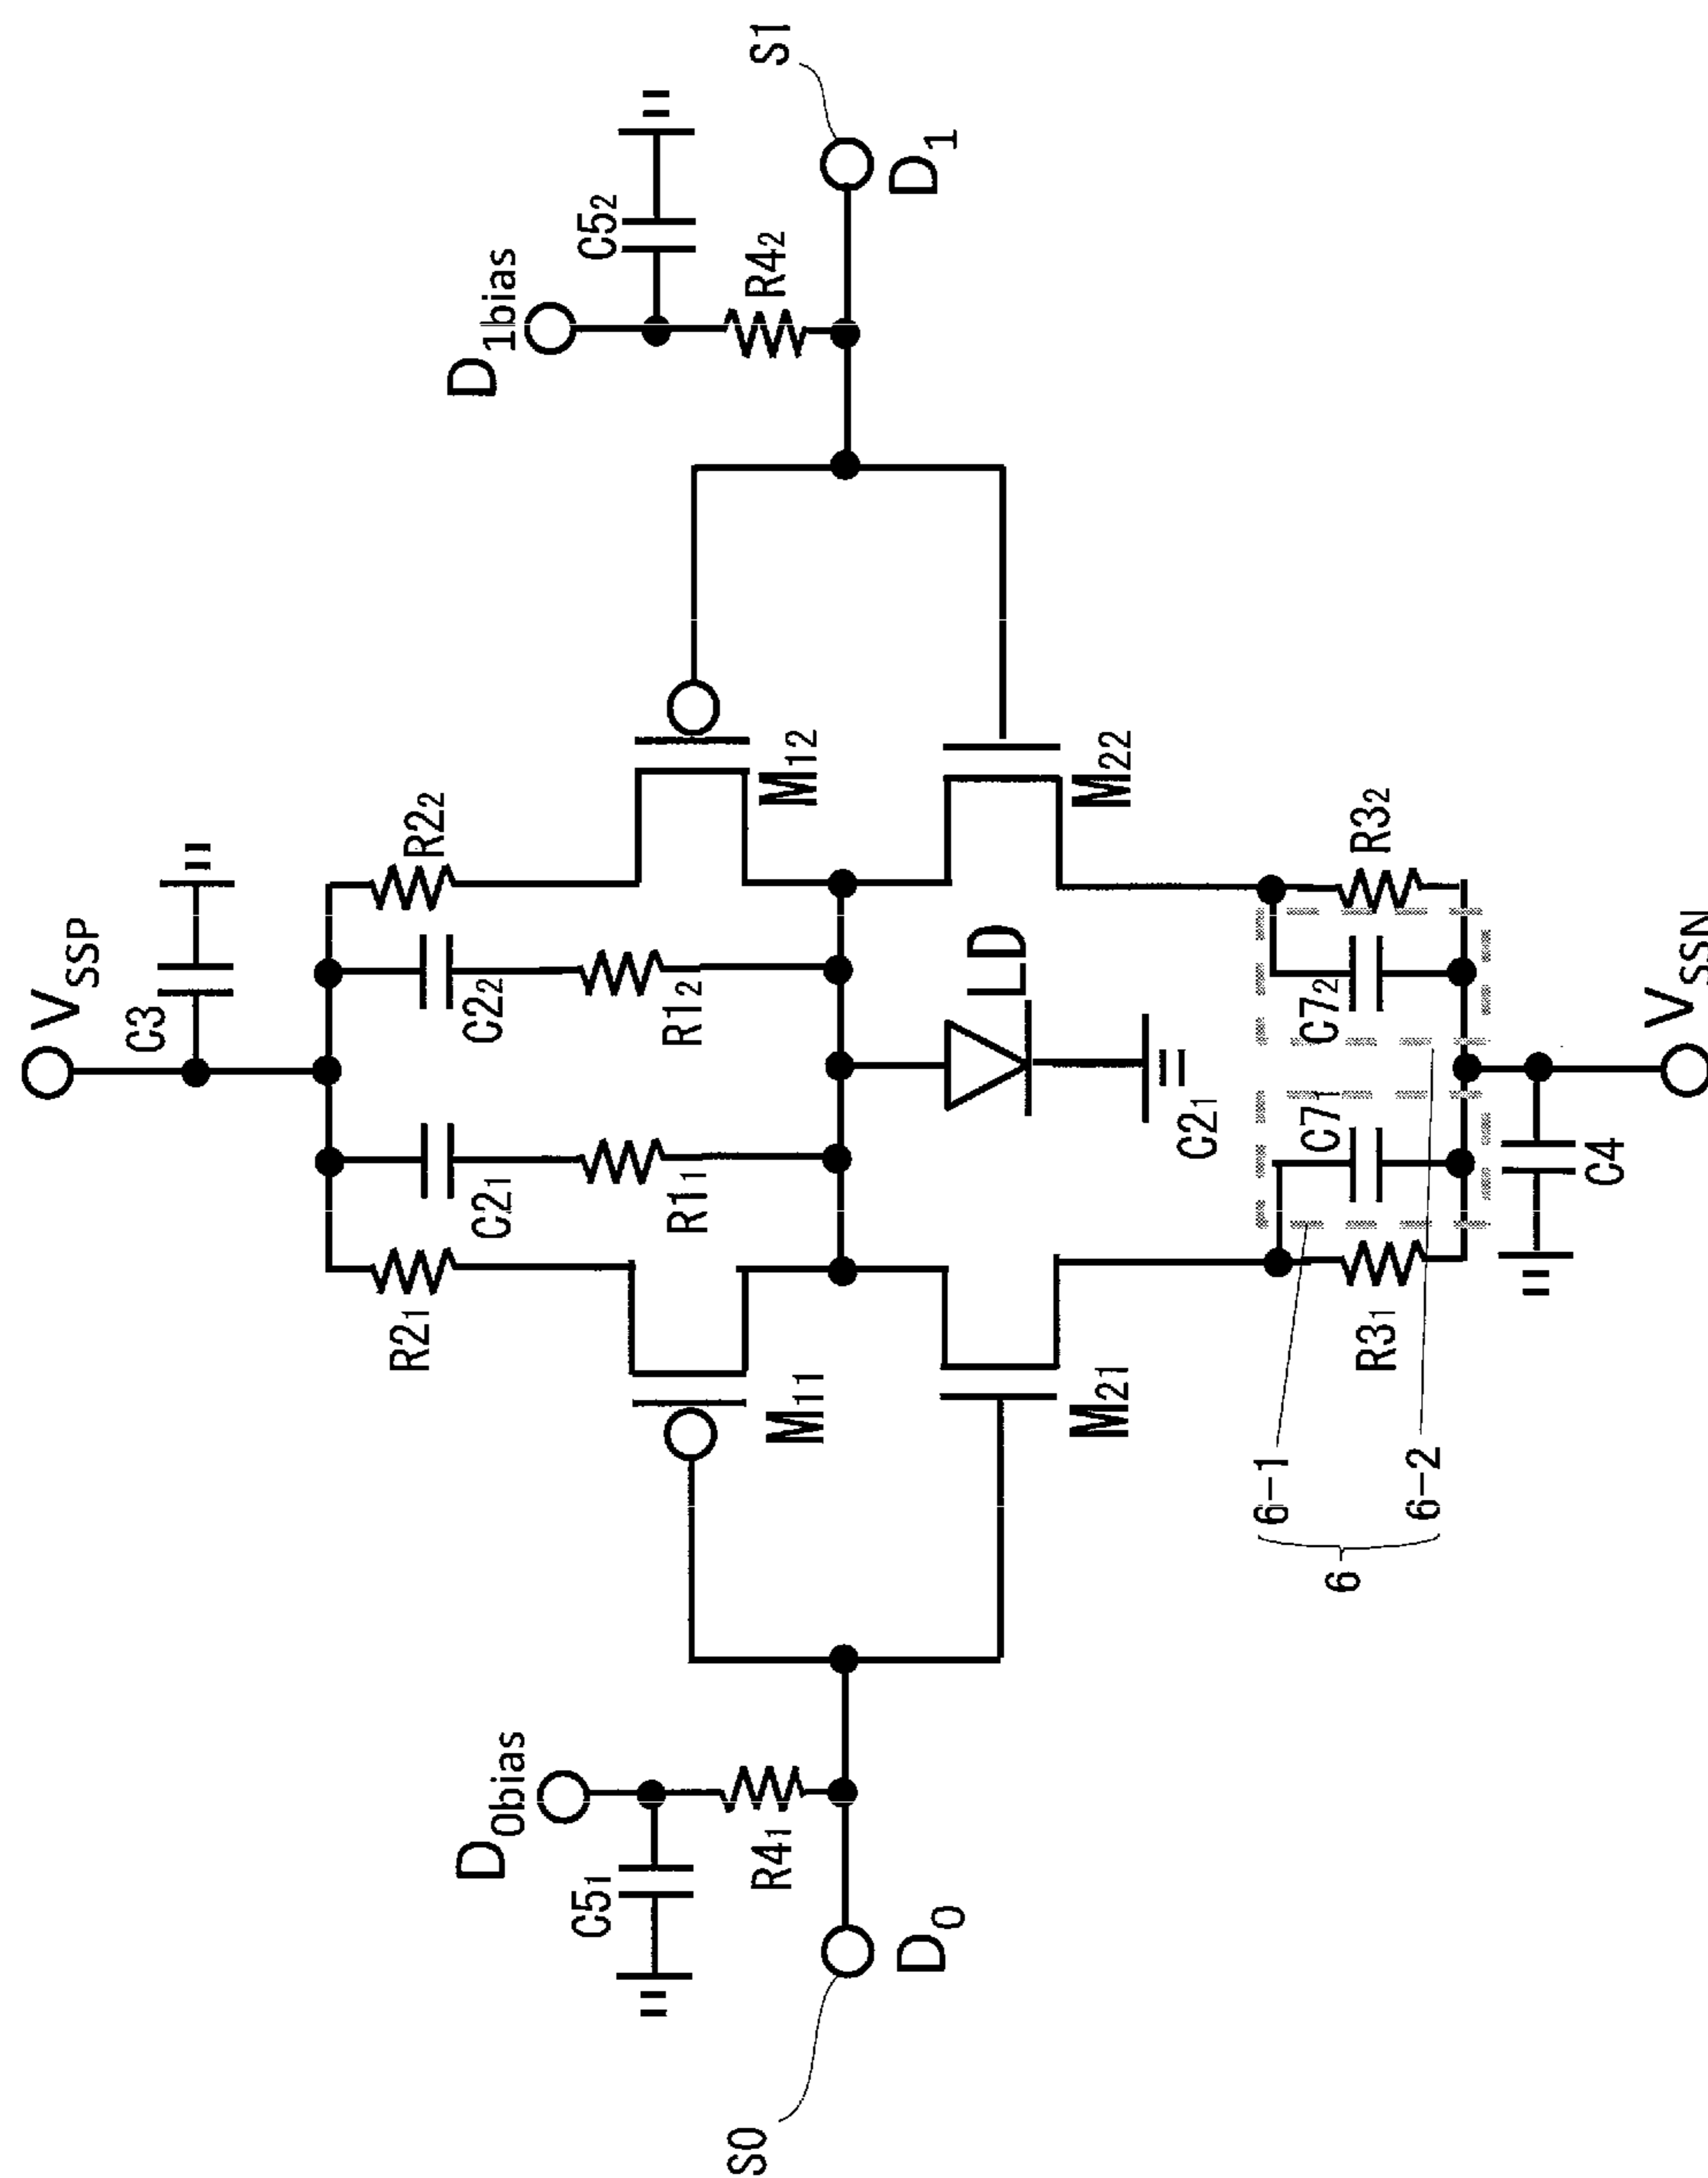 VSSP
C3
S1
D1bias
C52
R42
D1
R22
C22
R12
M12
M22
C21
R11
R21
M11
M21
LD
C21
R32
C72
C71
R31
C4
VSSN
D0bias
C51
R41
D0
S0
6-1
6-2
6